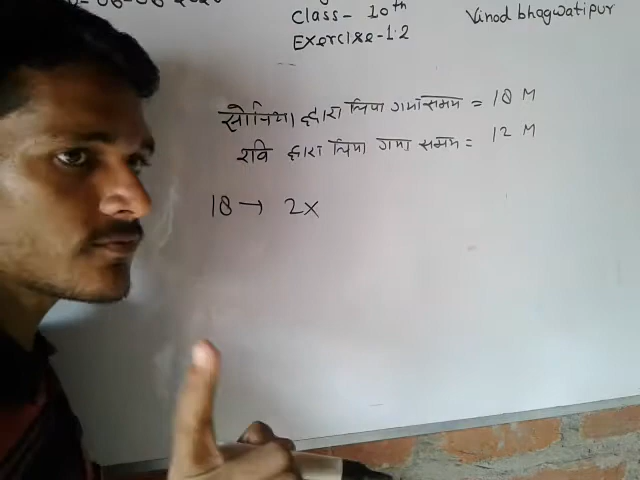 Class- 10th
Vinod bhagwatipur
Exercise-1.2
सोनिया द्वारा लिया गया समय = 18 M
रवि द्वारा लिया गया समय = 12 M
18 → 2x